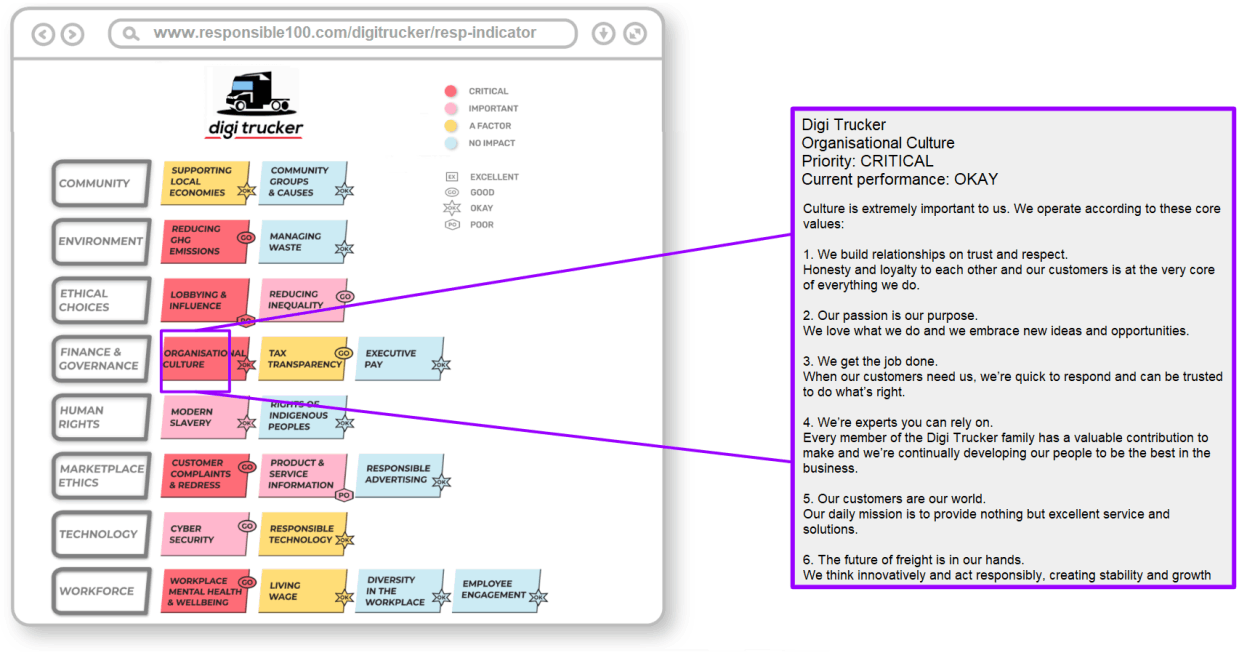 www.responsible100.com/digitrucker/resp-indicator
digi trucker
CRITICAL
IMPORTANT
A FACTOR
NO IMPACT
EX EXCELLENT
GO GOOD
OK OKAY
PO POOR
COMMUNITY
SUPPORTING
LOCAL
ECONOMIES OK
COMMUNITY
GROUPS
& CAUSES OK
ENVIRONMENT
REDUCING
GHG
EMISSIONS GO
MANAGING
WASTE OK
ETHICAL
CHOICES
LOBBYING &
INFLUENCE PO
REDUCING
INEQUALITY GO
FINANCE &
GOVERNANCE
ORGANISATIONAL
CULTURE OK
TAX
TRANSPARENCY GO
EXECUTIVE
PAY OK
HUMAN
RIGHTS
MODERN
SLAVERY OK
RIGHTS OF
INDIGENOUS
PEOPLES OK
MARKETPLACE
ETHICS
CUSTOMER
COMPLAINTS
& REDRESS GO
PRODUCT &
SERVICE
INFORMATION PO
RESPONSIBLE
ADVERTISING OK
TECHNOLOGY
CYBER
SECURITY GO
RESPONSIBLE
TECHNOLOGY OK
WORKFORCE
WORKPLACE
MENTAL HEALTH
& WELLBEING GO
LIVING
WAGE OK
DIVERSITY
IN THE
WORKPLACE OK
EMPLOYEE
ENGAGEMENT OK
Digi Trucker
Organisational Culture
Priority: CRITICAL
Current performance: OKAY
Culture is extremely important to us. We operate according to these core
values:
1. We build relationships on trust and respect.
Honesty and loyalty to each other and our customers is at the very core
of everything we do.
2. Our passion is our purpose.
We love what we do and we embrace new ideas and opportunities.
3. We get the job done.
When our customers need us, we're quick to respond and can be trusted
to do what's right.
4. We're experts you can rely on.
Every member of the Digi Trucker family has a valuable contribution to
make and we're continually developing our people to be the best in the
business.
5. Our customers are our world.
Our daily mission is to provide nothing but excellent service and
solutions.
6. The future of freight is in our hands.
We think innovatively and act responsibly, creating stability and growth